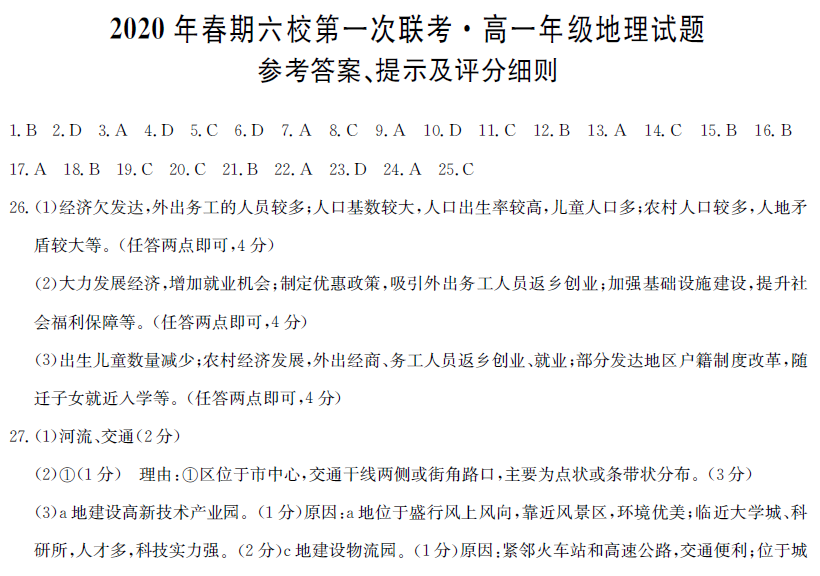 2020年春期六校第一次联考·高一年级地理试题
参考答案、提示及评分细则
1.B 2.D 3.A 4.D 5.C 6.D 7.A 8.C 9.A 10.D 11.C 12.B 13.A 14.C 15.B 16.B
17.A 18.B 19.C 20.C 21.B 22.A 23.D 24.A 25.C
26.(1)经济欠发达,外出务工的人员较多;人口基数较大,人口出生率较高,儿童人口多;农村人口较多,人地矛
盾较大等。(任答两点即可,4分)
(2)大力发展经济,增加就业机会;制定优惠政策,吸引外出务工人员返乡创业;加强基础设施建设,提升社
会福利保障等。(任答两点即可,4分)
(3)出生儿童数量减少;农村经济发展,外出经商、务工人员返乡创业、就业;部分发达地区户籍制度改革,随
迁子女就近入学等。(任答两点即可,4分)
27.(1)河流、交通(2分)
(2)①(1分) 理由:①区位于市中心,交通干线两侧或街角路口,主要为点状或条带状分布。(3分)
(3)a地建设高新技术产业园。(1分)原因:a地位于盛行风上风向,靠近风景区,环境优美;临近大学城、科
研所,人才多,科技实力强。(2分)c地建设物流园。(1分)原因:紧邻火车站和高速公路,交通便利;位于城